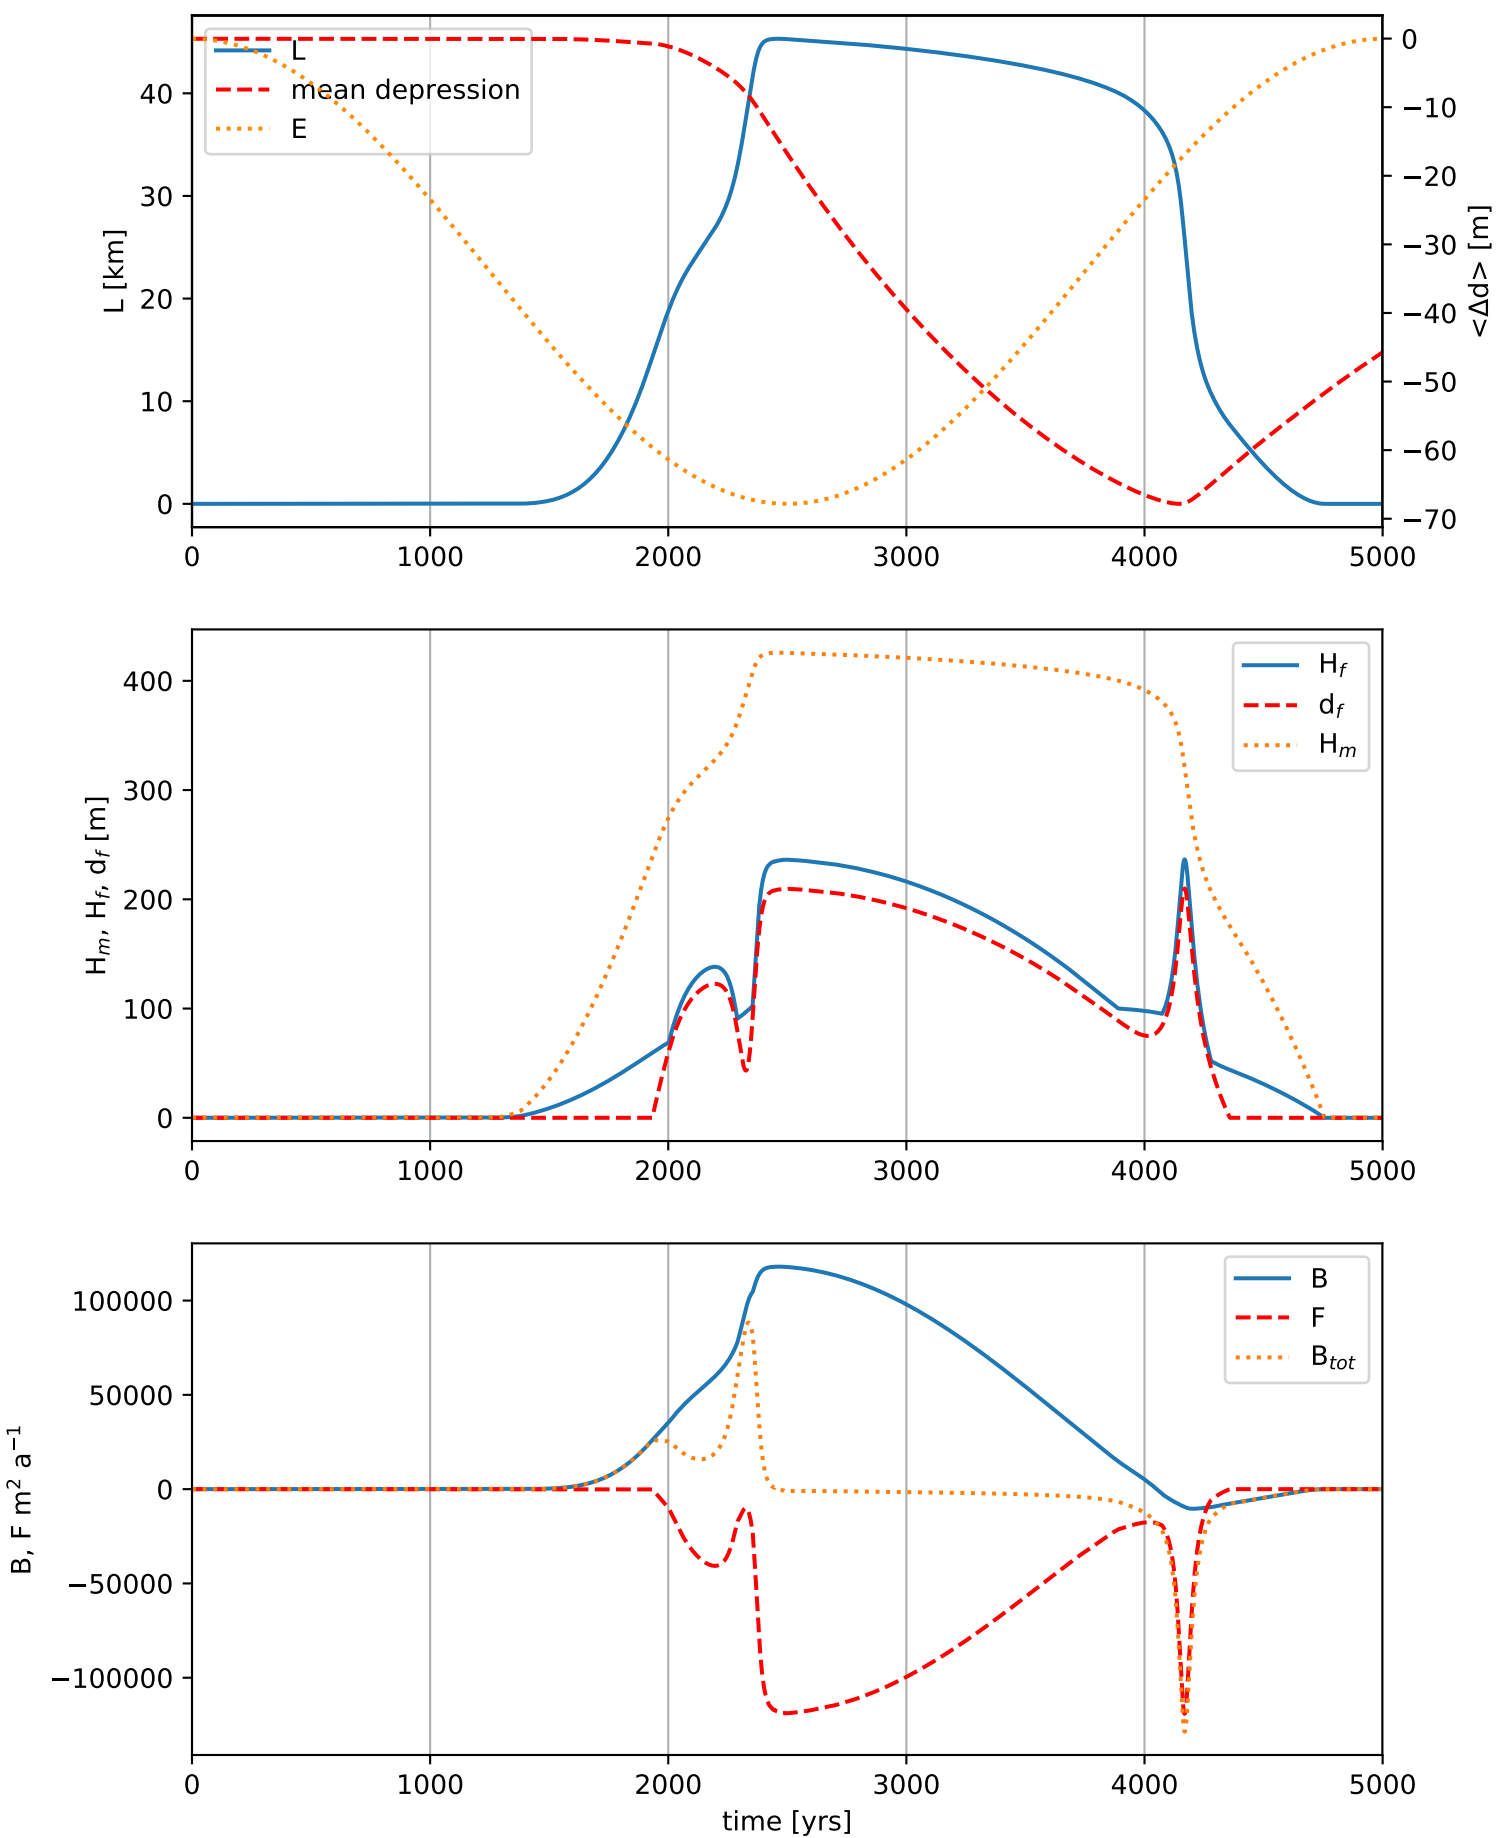 L
mean depression
E
40
30
20
10
0
L [km]
0
−10
−20
−30
−40
−50
−60
−70
<Δd> [m]
0 1000 2000 3000 4000 5000
H_f
d_f
H_m
400
300
200
100
0
H_m, H_f, d_f [m]
0 1000 2000 3000 4000 5000
B
F
B_tot
100000
50000
0
−50000
−100000
B, F m² a⁻¹
0 1000 2000 3000 4000 5000
time [yrs]